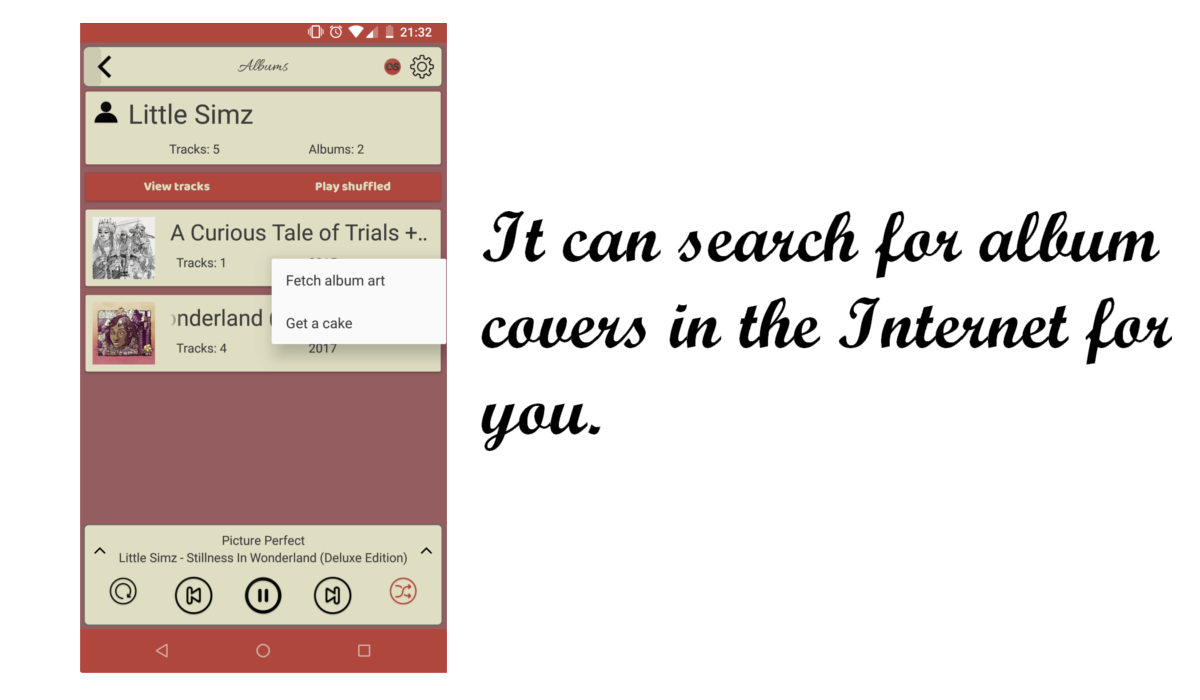 21:32
Albums
OS
Little Simz
Tracks: 5 Albums: 2
View tracks Play shuffled
A Curious Tale of Trials +..
Tracks: 1
Fetch album art
nderland (
Get a cake
Tracks: 4 2017
Picture Perfect
Little Simz - Stillness In Wonderland (Deluxe Edition)
It can search for album
covers in the Internet for
you.